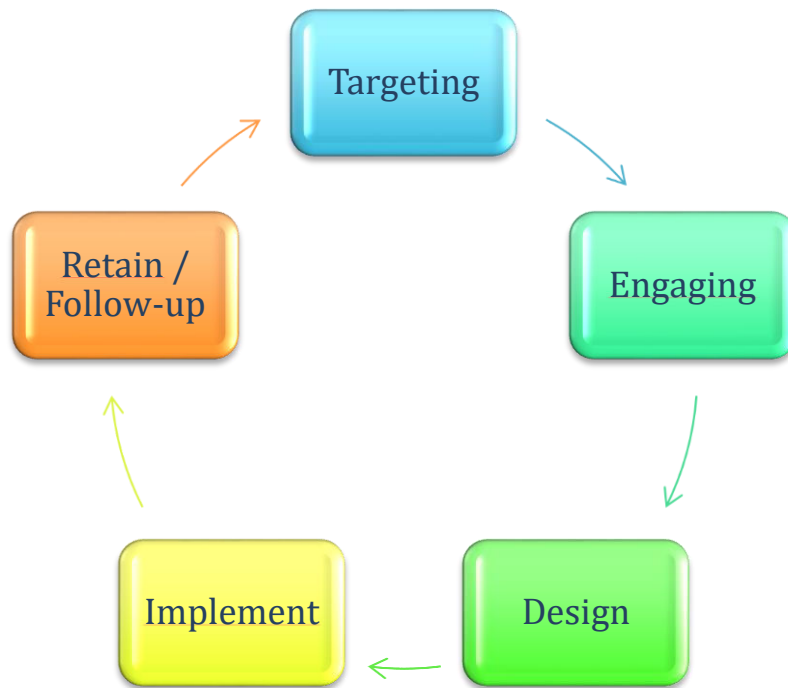 Targeting
Engaging
Design
Implement
Retain /
Follow-up